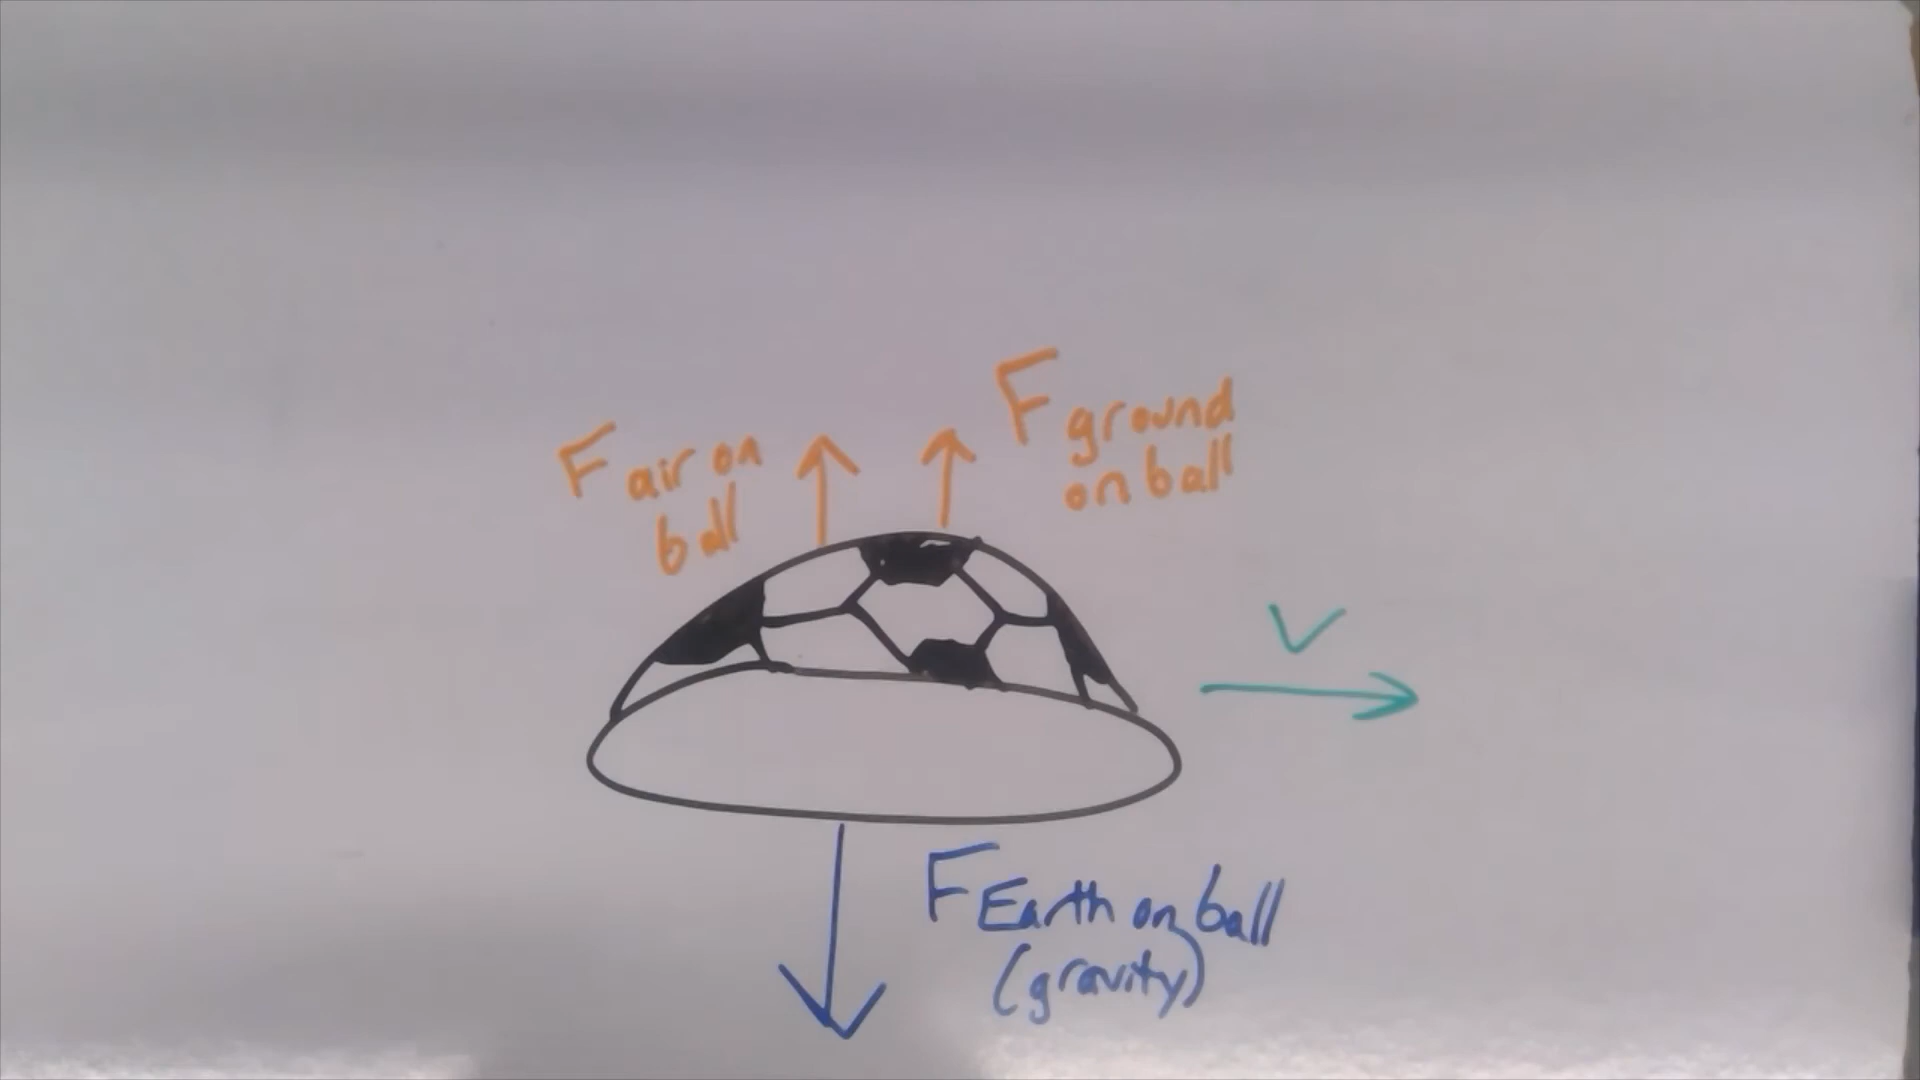 F ground
on ball
F air on
ball
V
F Earth on ball
(gravity)